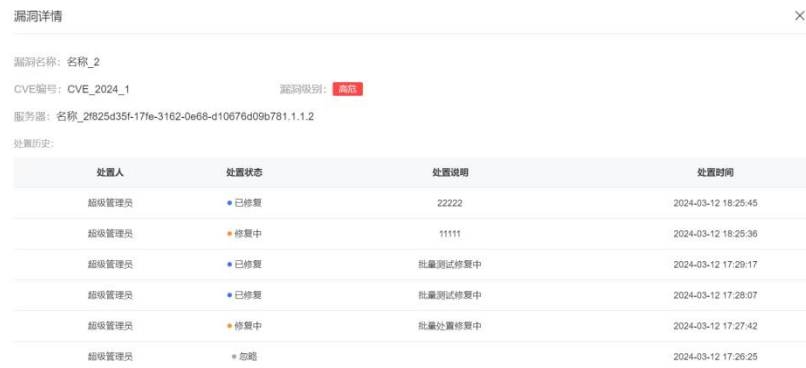 漏洞详情
漏洞名称: 名称_2
CVE编号: CVE_2024_1 漏洞级别: 高危
服务器: 名称_2f825d35f-17fe-3162-0e68-d10676d09b781.1.1.2
处置历史:
处置人 处置状态 处置说明 处置时间
超级管理员 已修复 22222 2024-03-12 18:25:45
超级管理员 修复中 11111 2024-03-12 18:25:36
超级管理员 已修复 批量测试修复中 2024-03-12 17:29:17
超级管理员 已修复 批量测试修复中 2024-03-12 17:28:07
超级管理员 修复中 批量处置修复中 2024-03-12 17:27:42
超级管理员 忽略 2024-03-12 17:26:25